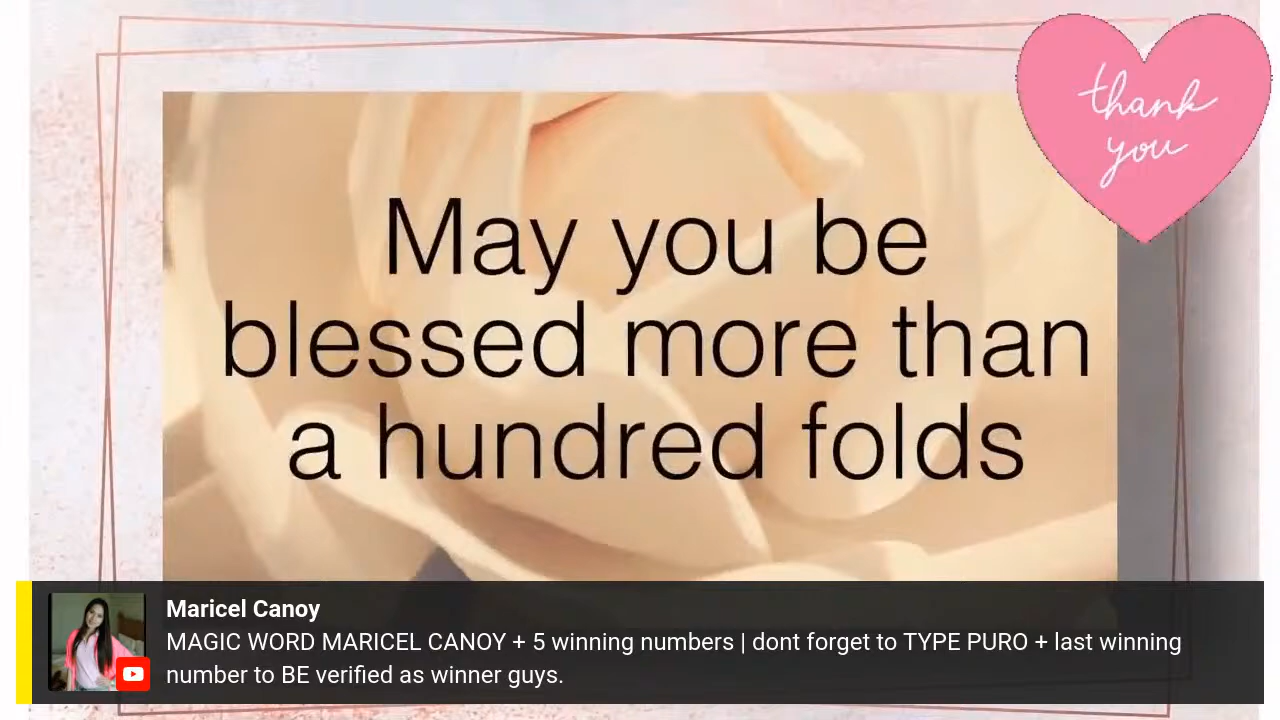 thank
you
May you be
blessed more than
a hundred folds
Maricel Canoy
MAGIC WORD MARICEL CANOY + 5 winning numbers | dont forget to TYPE PURO + last winning
number to BE verified as winner guys.